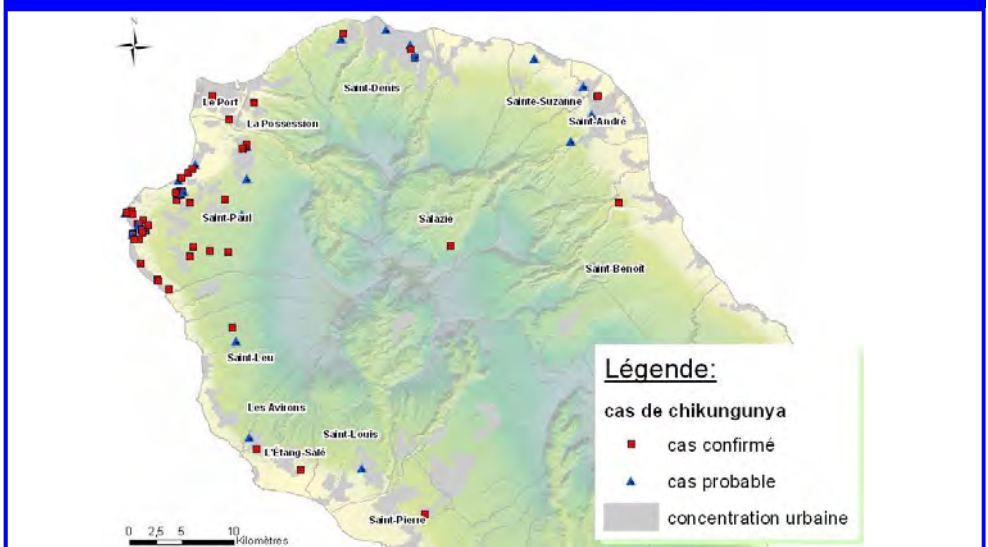 N
Saint-Denis
Sainte-Suzanne
Le Port
Saint-André
La Possession
Saint-Paul
Salazie
Saint-Benoit
Saint-Leu
Les Avirons
Saint-Louis
L'Étang-Salé
Saint-Pierre
0 2,5 5 10
Kilomètres
Légende:
cas de chikungunya
cas confirmé
cas probable
concentration urbaine